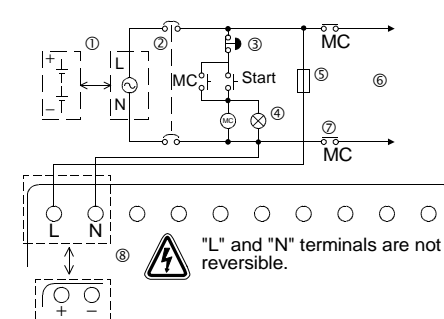 ①
②
③
④
⑤
⑥
⑦
⑧
+
−
L
N
MC
Start
MC
MC
MC
L
N
"L" and "N" terminals are not
reversible.
+
−